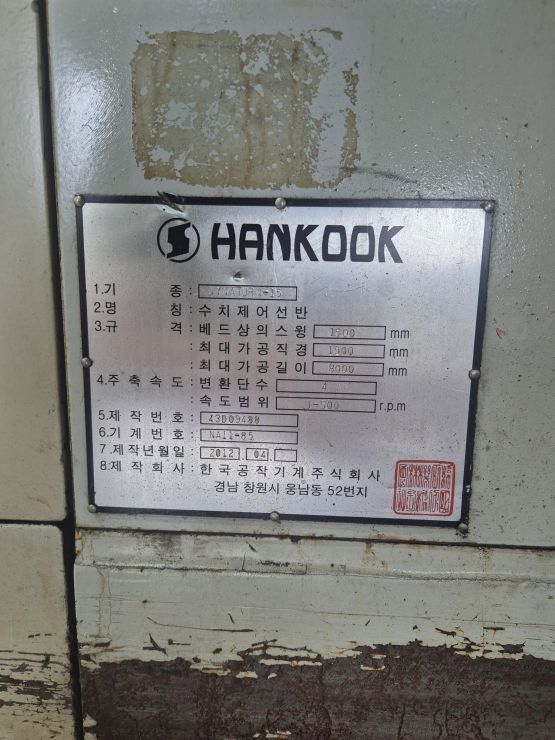 HANKOOK
1.기 종 :
2.명 칭 : 수치제어선반
3.규 격 : 베드상의스윙 mm
: 최대가공직경 1500 mm
: 최대가공길이 8000 mm
4.주축속도 : 변환단수 4
: 속도범위 r.p.m
5.제작번호 : 43D09488
6.기계번호 : NA11-85
7.제작년월일 : 2012 . 04 .
8.제작회사 : 한국공작기계주식회사
경남 창원시 웅남동 52번지